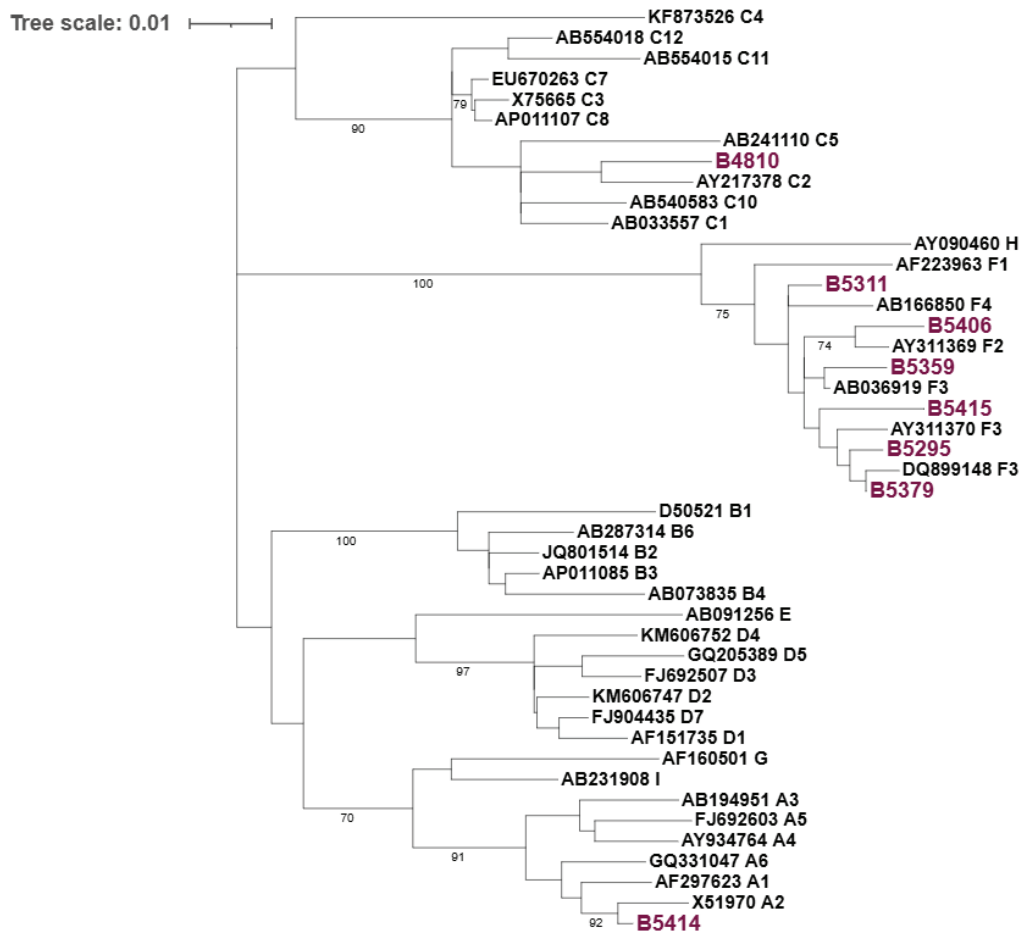 Tree scale: 0.01
KF873526 C4
AB554018 C12
AB554015 C11
EU670263 C7
79
X75665 C3
AP011107 C8
90
AB241110 C5
B4810
AY217378 C2
AB540583 C10
AB033557 C1
AY090460 H
AF223963 F1
100
B5311
75
AB166850 F4
B5406
74
AY311369 F2
B5359
AB036919 F3
B5415
AY311370 F3
B5295
DQ899148 F3
B5379
D50521 B1
AB287314 B6
100
JQ801514 B2
AP011085 B3
AB073835 B4
AB091256 E
KM606752 D4
GQ205389 D5
97
FJ692507 D3
KM606747 D2
FJ904435 D7
AF151735 D1
AF160501 G
AB231908 I
AB194951 A3
70
FJ692603 A5
AY934764 A4
91
GQ331047 A6
AF297623 A1
X51970 A2
92
B5414